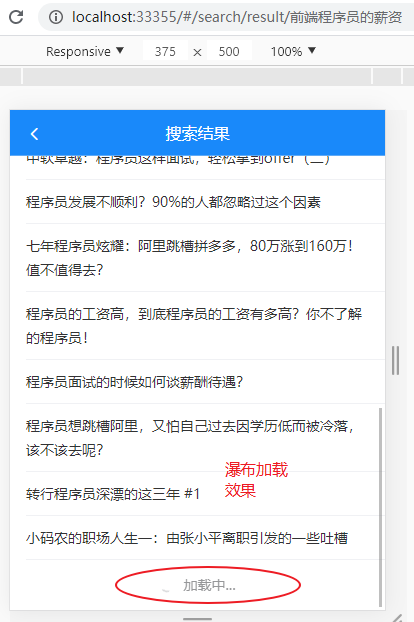 localhost:33355/#/search/result/前端程序员的薪资
Responsive ▼ 375 × 500 100% ▼
搜索结果
中软卓越：程序员这样面试，轻松拿到offer（二）
程序员发展不顺利？90%的人都忽略过这个因素
七年程序员炫耀：阿里跳槽拼多多，80万涨到160万！
值不值得去？
程序员的工资高，到底程序员的工资有多高？你不了解
的程序员！
程序员面试的时候如何谈薪酬待遇？
程序员想跳槽阿里，又怕自己过去因学历低而被冷落，
该不该去呢？
瀑布加载
效果
转行程序员深漂的这三年 #1
小码农的职场人生一：由张小平离职引发的一些吐槽
加载中...